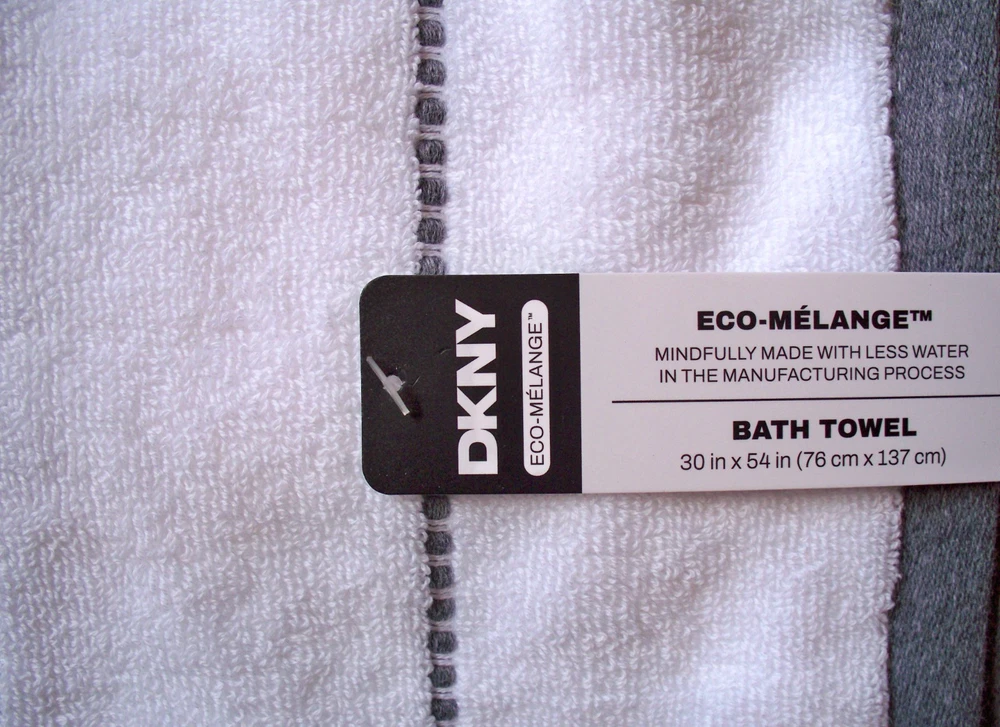 DKNY
ECO-MÉLANGE™
ECO-MÉLANGE™
MINDFULLY MADE WITH LESS WATER
IN THE MANUFACTURING PROCESS
BATH TOWEL
30 in x 54 in (76 cm x 137 cm)